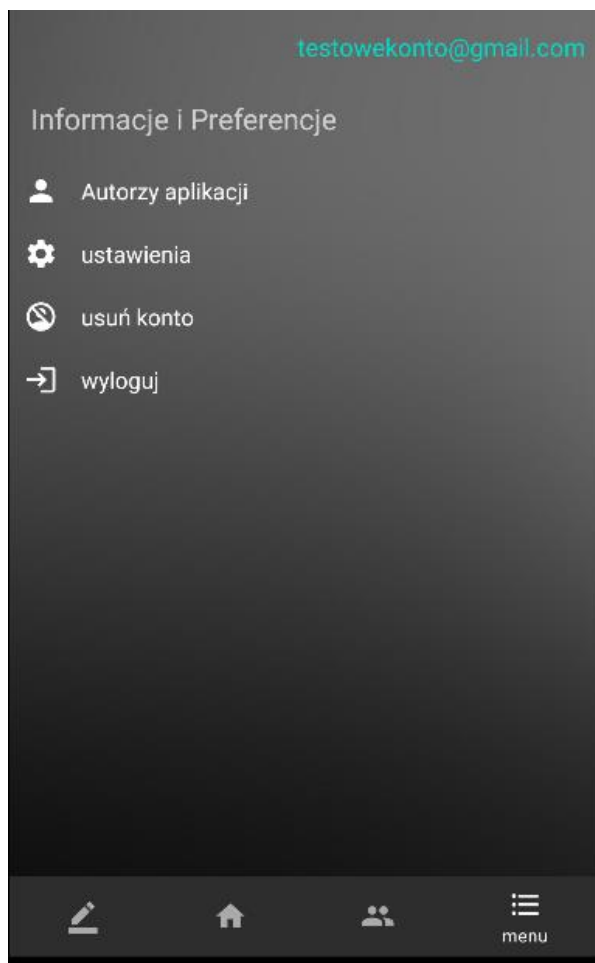 testowekonto@gmail.com
Informacje i Preferencje
Autorzy aplikacji
ustawienia
usuń konto
wyloguj
menu